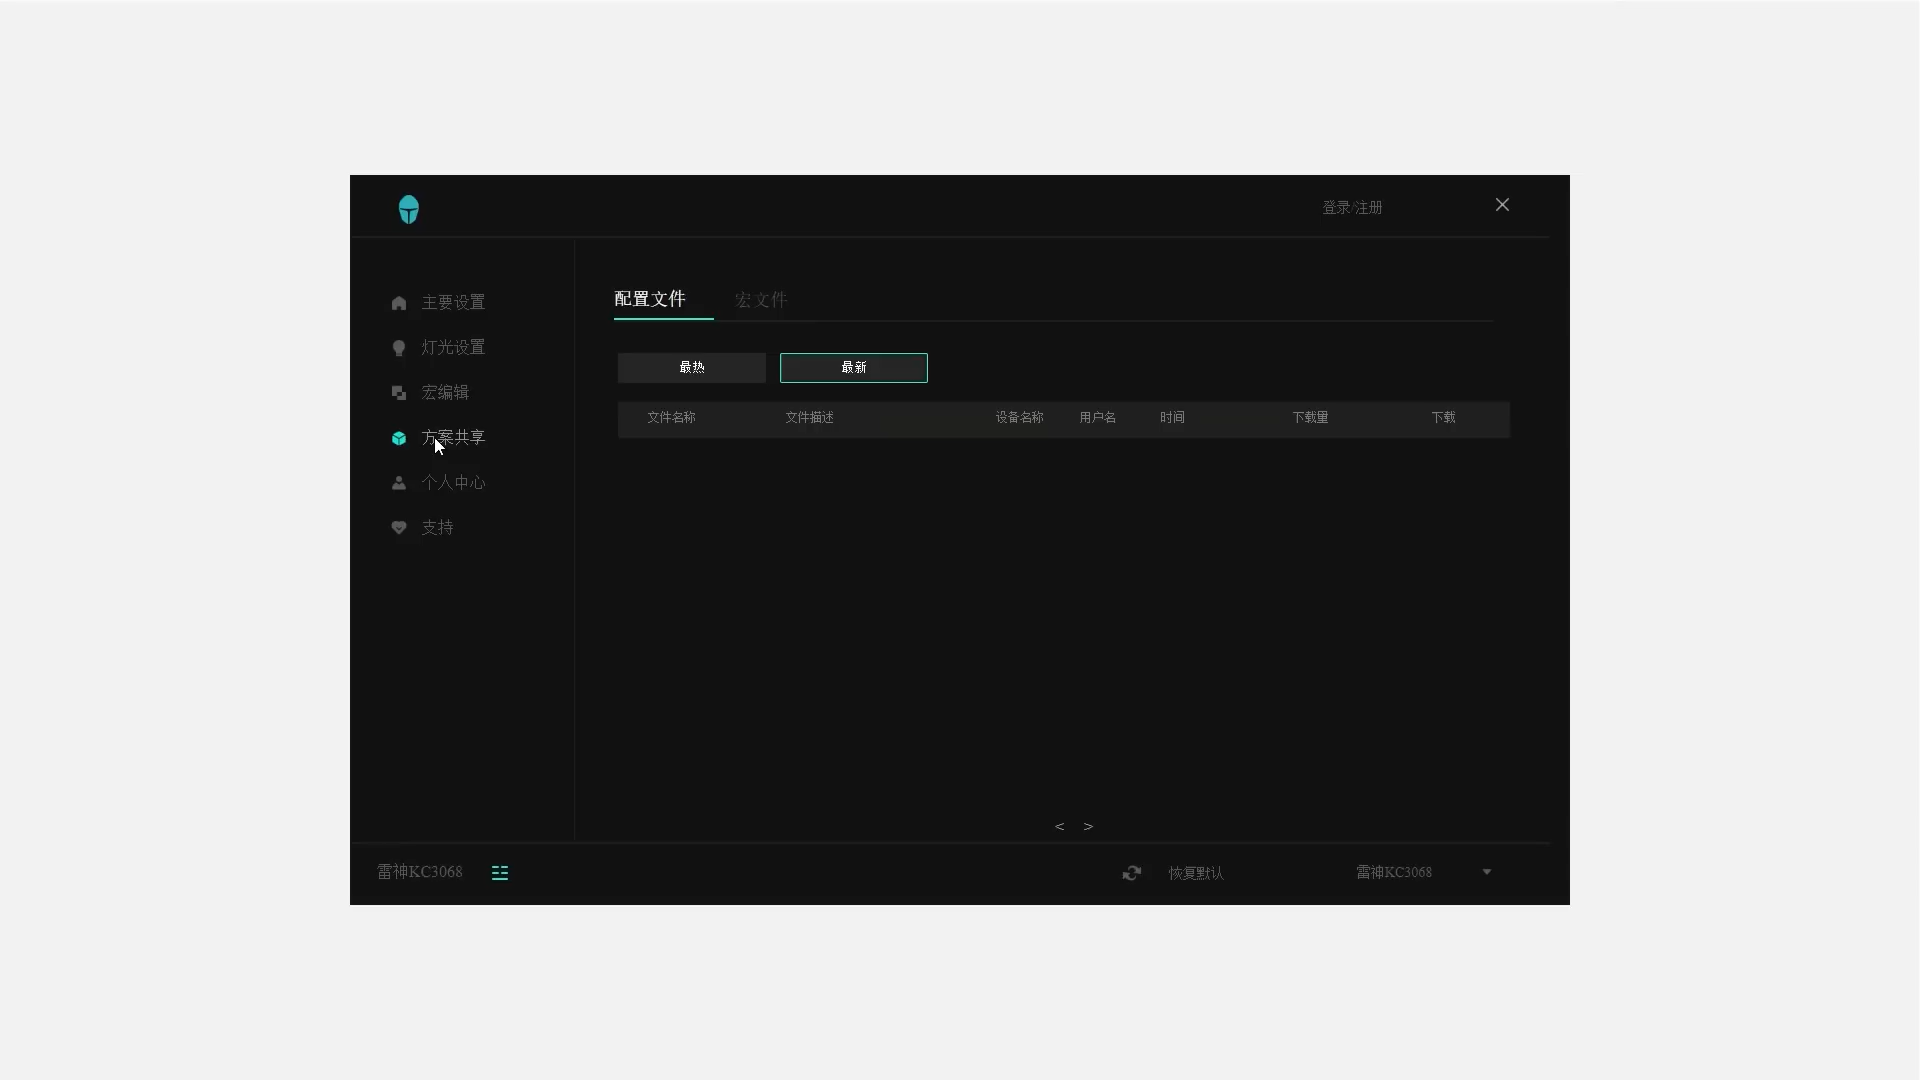 登录/注册
主要设置
灯光设置
宏编辑
方案共享
个人中心
支持
配置文件 宏文件
最热 最新
文件名称 文件描述 设备名称 用户名 时间 下载量 下载
< >
雷神KC3068 恢复默认 雷神KC3068